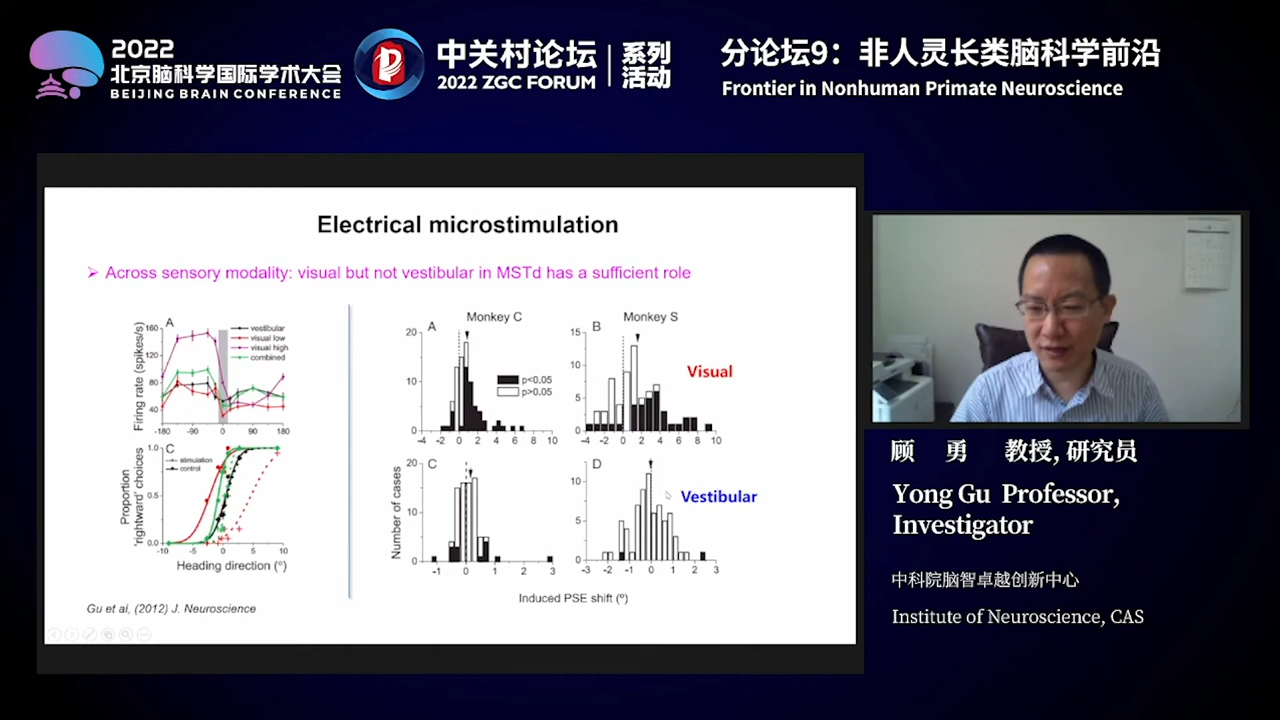 2022
北京脑科学国际学术大会
BEIJING BRAIN CONFERENCE
中关村论坛
2022 ZGC FORUM
系列
活动
分论坛9：非人灵长类脑科学前沿
Frontier in Nonhuman Primate Neuroscience
Electrical microstimulation
➢ Across sensory modality: visual but not vestibular in MSTd has a sufficient role
A
Firing rate (spikes/s)
160
120
80
40
-180 -90 0 90 180
vestibular
visual low
visual high
combined
C
Proportion
'rightward' choices
1.0
0.5
0.0
-10 -5 0 5 10
stimulation
control
Heading direction (º)
Gu et al, (2012) J. Neuroscience
Monkey C
A
20
10
0
-4 -2 0 2 4 6 8 10
p<0.05
p>0.05
Monkey S
B
15
10
5
0
-4 -2 0 2 4 6 8 10
Visual
Number of cases
C
20
10
0
-1 0 1 2 3
D
10
5
0
-3 -2 -1 0 1 2 3
Vestibular
Induced PSE shift (º)
顾 勇 教授, 研究员
Yong Gu Professor,
Investigator
中科院脑智卓越创新中心
Institute of Neuroscience, CAS